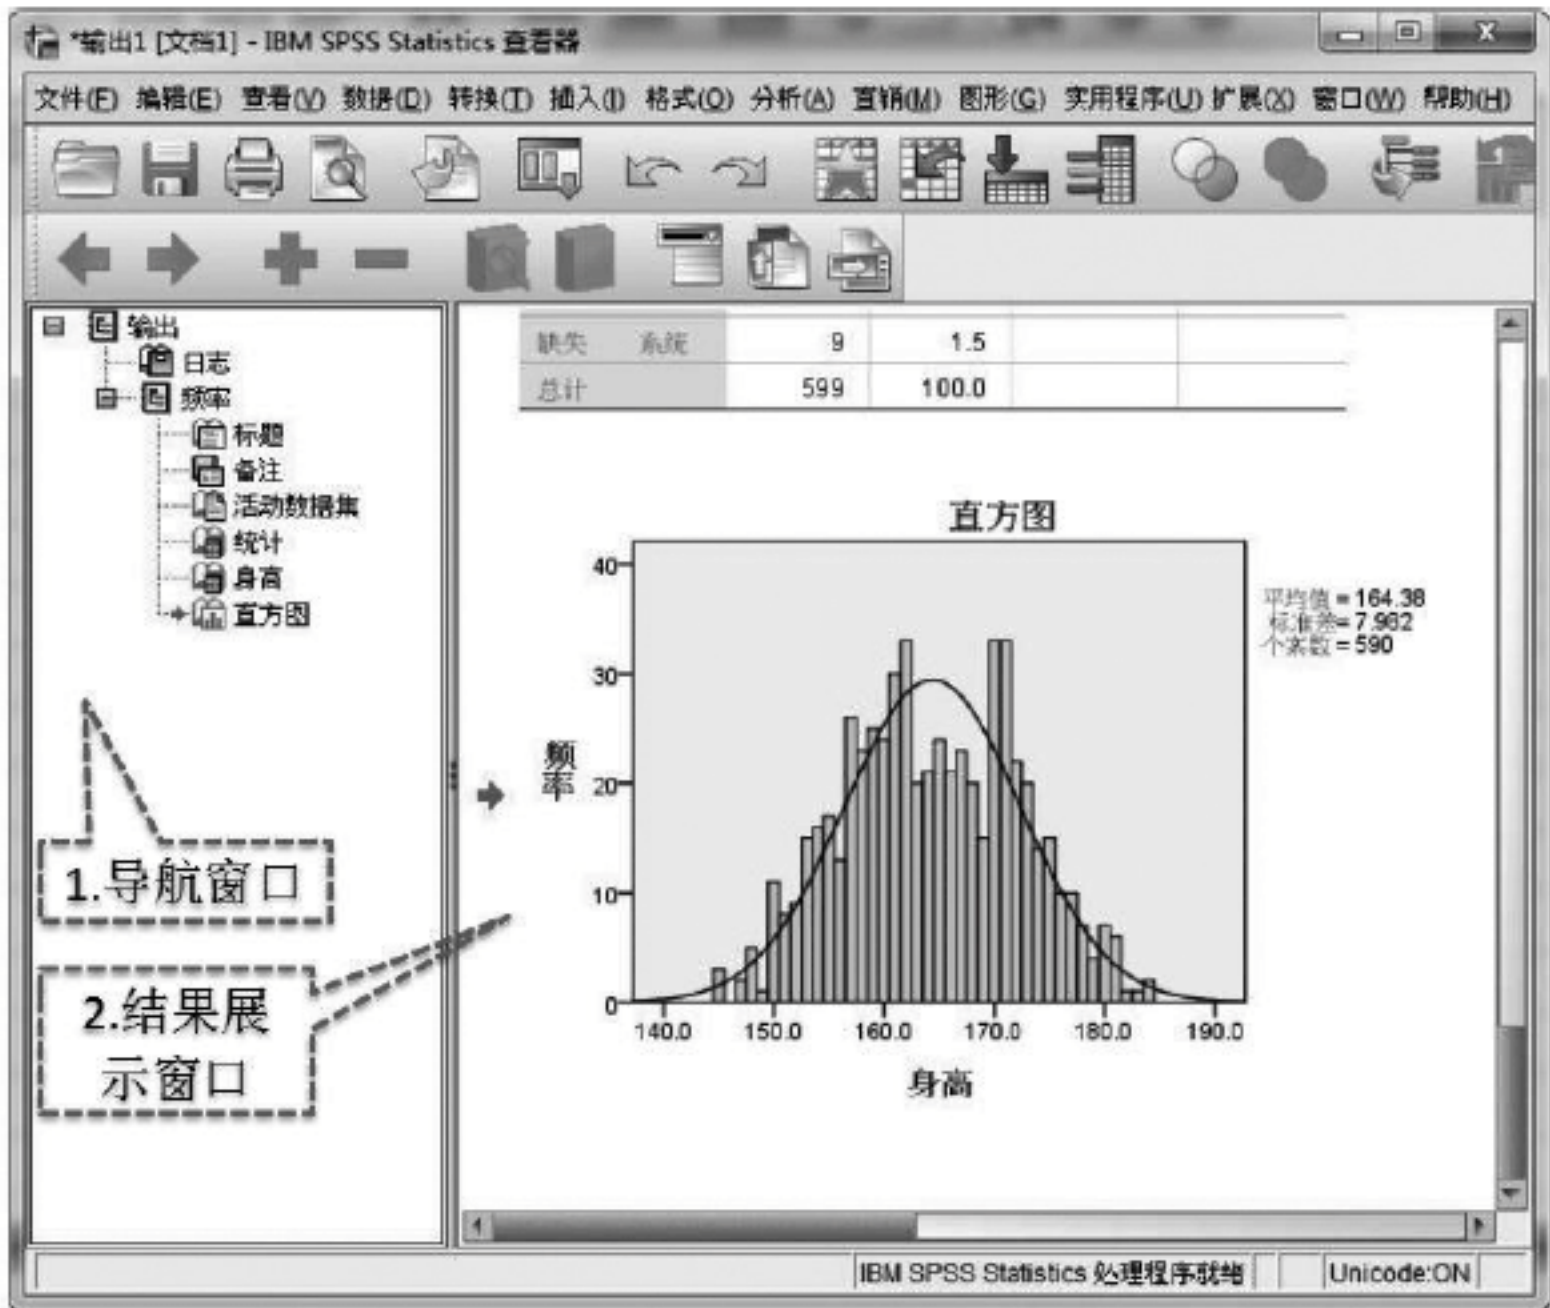 *输出1 [文档1] - IBM SPSS Statistics 查看器
文件(F) 编辑(E) 查看(V) 数据(D) 转换(T) 插入(I) 格式(O) 分析(A) 直销(M) 图形(G) 实用程序(U) 扩展(X) 窗口(W) 帮助(H)
输出
日志
频率
标题
备注
活动数据集
统计
身高
直方图
1.导航窗口
2.结果展
示窗口
缺失 系统 9 1.5
总计 599 100.0
直方图
平均值 = 164.38
标准差= 7.962
个案数 = 590
频率
40
30
20
10
0
140.0 150.0 160.0 170.0 180.0 190.0
身高
IBM SPSS Statistics 处理程序就绪 Unicode:ON